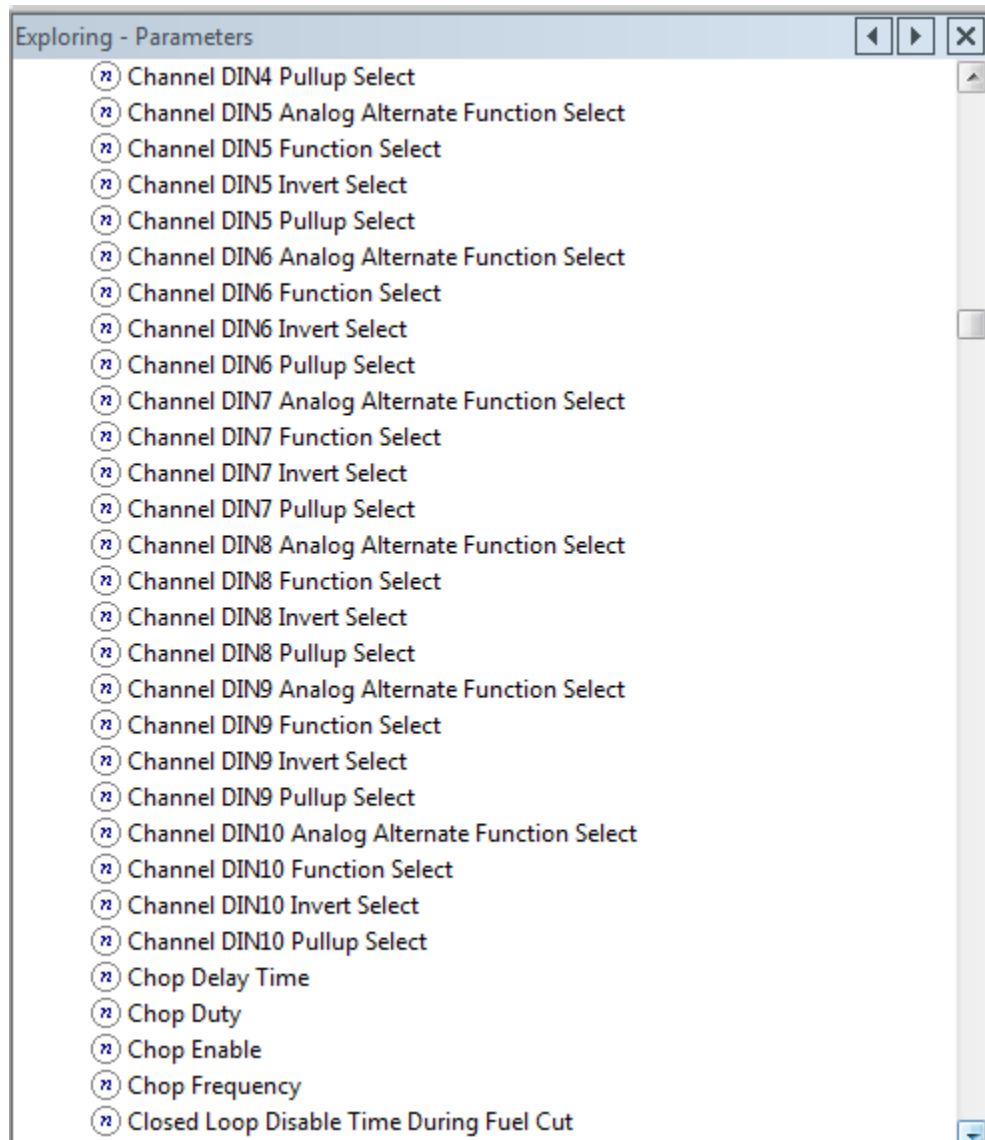 Exploring - Parameters
Channel DIN4 Pullup Select
Channel DIN5 Analog Alternate Function Select
Channel DIN5 Function Select
Channel DIN5 Invert Select
Channel DIN5 Pullup Select
Channel DIN6 Analog Alternate Function Select
Channel DIN6 Function Select
Channel DIN6 Invert Select
Channel DIN6 Pullup Select
Channel DIN7 Analog Alternate Function Select
Channel DIN7 Function Select
Channel DIN7 Invert Select
Channel DIN7 Pullup Select
Channel DIN8 Analog Alternate Function Select
Channel DIN8 Function Select
Channel DIN8 Invert Select
Channel DIN8 Pullup Select
Channel DIN9 Analog Alternate Function Select
Channel DIN9 Function Select
Channel DIN9 Invert Select
Channel DIN9 Pullup Select
Channel DIN10 Analog Alternate Function Select
Channel DIN10 Function Select
Channel DIN10 Invert Select
Channel DIN10 Pullup Select
Chop Delay Time
Chop Duty
Chop Enable
Chop Frequency
Closed Loop Disable Time During Fuel Cut